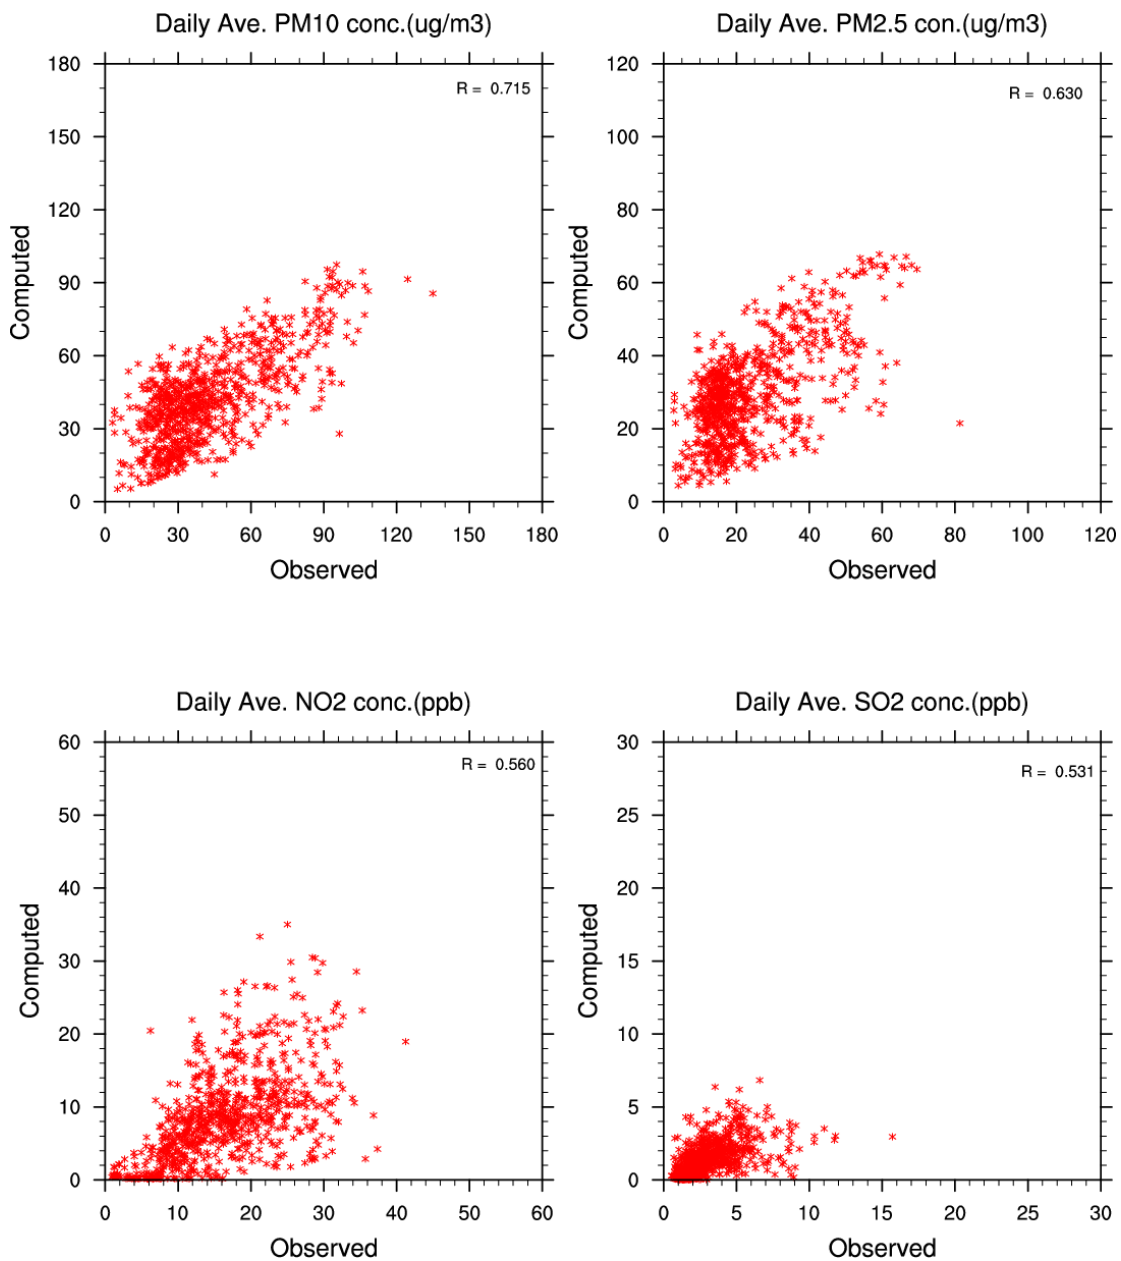 Daily Ave. PM10 conc.(ug/m3)
180
150
120
90
60
30
0
Computed
R = 0.715
0 30 60 90 120 150 180
Observed
Daily Ave. PM2.5 con.(ug/m3)
120
100
80
60
40
20
0
Computed
R = 0.630
0 20 40 60 80 100 120
Observed
Daily Ave. NO2 conc.(ppb)
60
50
40
30
20
10
0
Computed
R = 0.560
0 10 20 30 40 50 60
Observed
Daily Ave. SO2 conc.(ppb)
30
25
20
15
10
5
0
Computed
R = 0.531
0 5 10 15 20 25 30
Observed